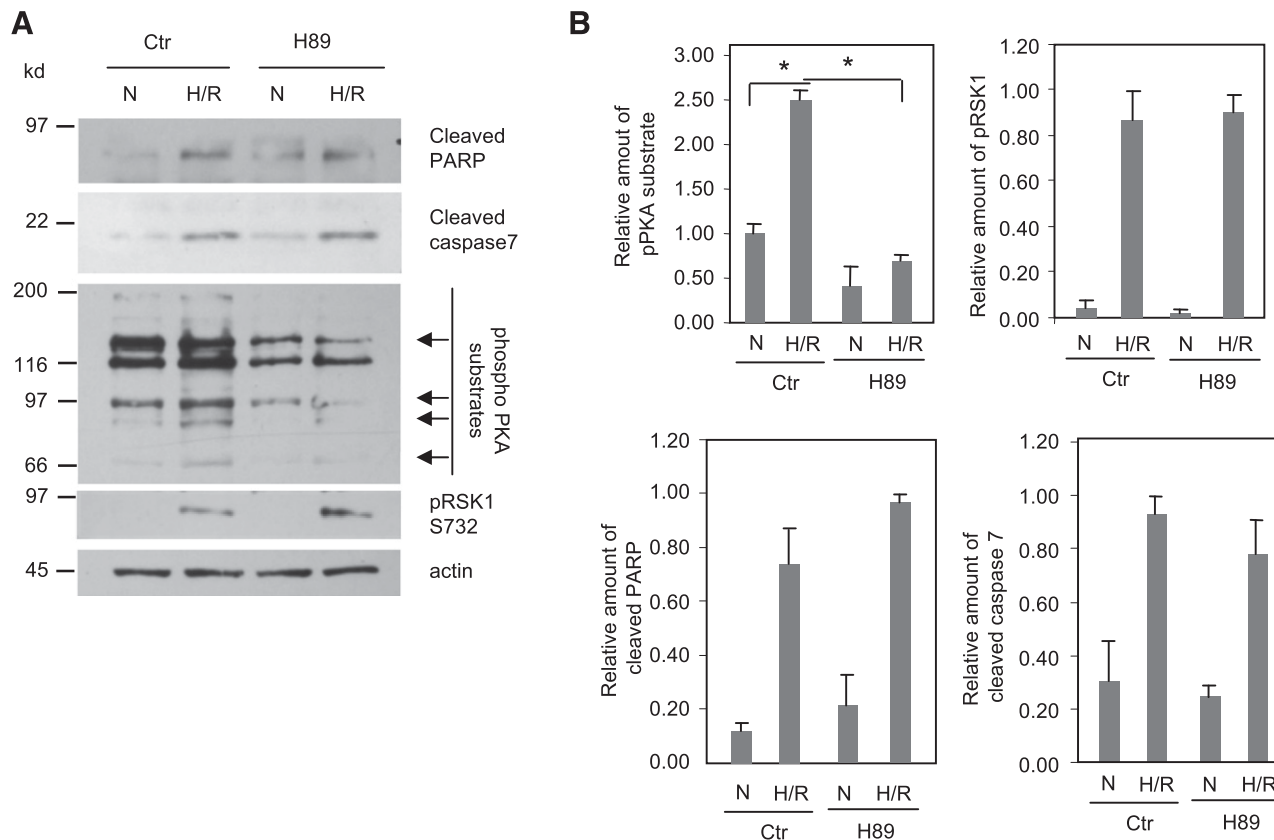 A
Ctr
H89
kd
N
H/R
N
H/R
97
Cleaved
PARP
22
Cleaved
caspase7
200
116
97
66
phospho PKA
substrates
97
pRSK1
S732
45
actin
B
Relative amout of
pPKA substrate
3.00
2.50
2.00
1.50
1.00
0.50
0.00
*
*
N
H/R
N
H/R
Ctr
H89
Relative amount of pRSK1
1.20
1.00
0.80
0.60
0.40
0.20
0.00
N
H/R
N
H/R
Ctr
H89
Relative amount of
cleaved PARP
1.20
1.00
0.80
0.60
0.40
0.20
0.00
N
H/R
N
H/R
Ctr
H89
Relative amount of
cleaved caspase 7
1.20
1.00
0.80
0.60
0.40
0.20
0.00
N
H/R
N
H/R
Ctr
H89